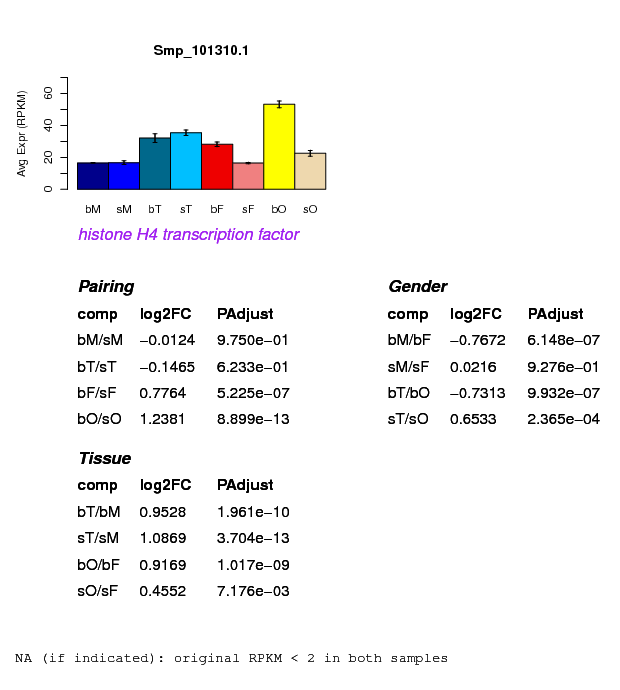 Smp_101310.1
Avg Expr (RPKM)
0 20 40 60
bM sM bT sT bF sF bO sO
histone H4 transcription factor
Pairing
comp log2FC PAdjust
bM/sM −0.0124 9.750e−01
bT/sT −0.1465 6.233e−01
bF/sF 0.7764 5.225e−07
bO/sO 1.2381 8.899e−13
Gender
comp log2FC PAdjust
bM/bF −0.7672 6.148e−07
sM/sF 0.0216 9.276e−01
bT/bO −0.7313 9.932e−07
sT/sO 0.6533 2.365e−04
Tissue
comp log2FC PAdjust
bT/bM 0.9528 1.961e−10
sT/sM 1.0869 3.704e−13
bO/bF 0.9169 1.017e−09
sO/sF 0.4552 7.176e−03
NA (if indicated): original RPKM < 2 in both samples